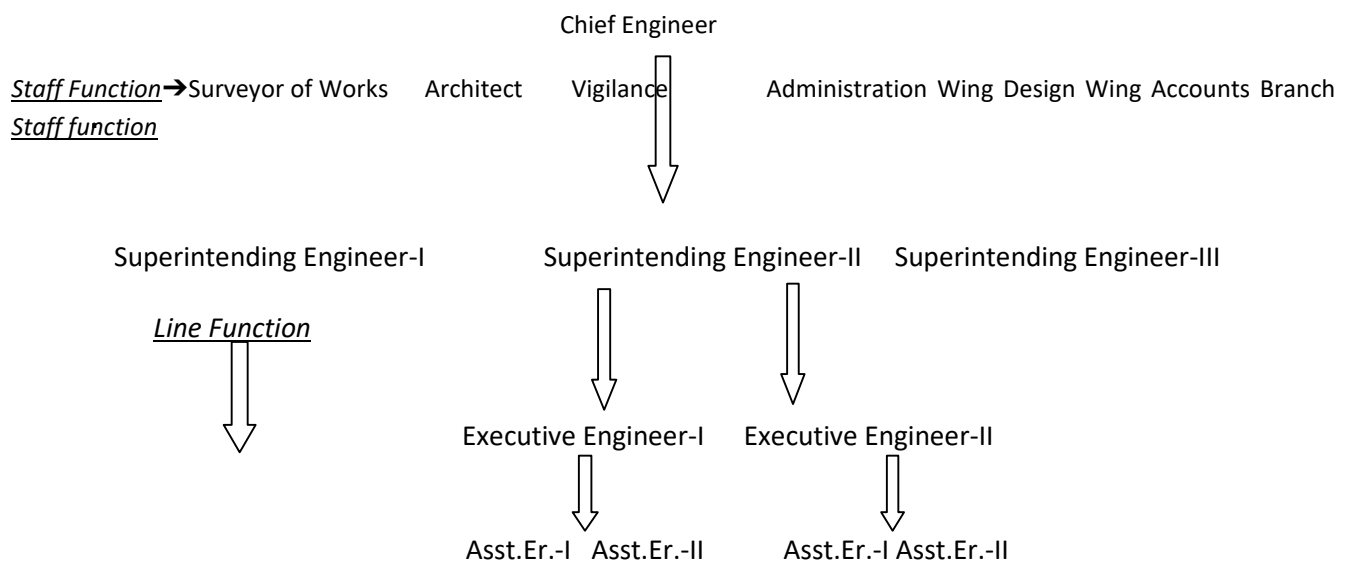 Chief Engineer
Staff Function➔Surveyor of Works Architect Vigilance Administration Wing Design Wing Accounts Branch
Staff function
Superintending Engineer-I Superintending Engineer-II Superintending Engineer-III
Line Function
Executive Engineer-I Executive Engineer-II
Asst.Er.-I Asst.Er.-II Asst.Er.-I Asst.Er.-II